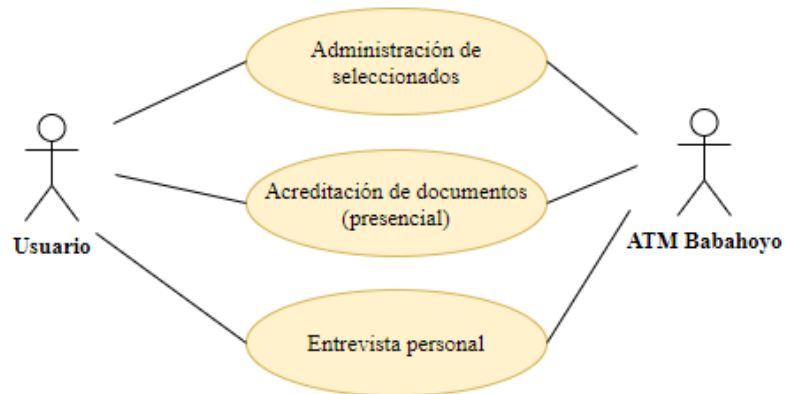 Administración de
seleccionados
Acreditación de documentos
(presencial)
Usuario
ATM Babahoyo
Entrevista personal